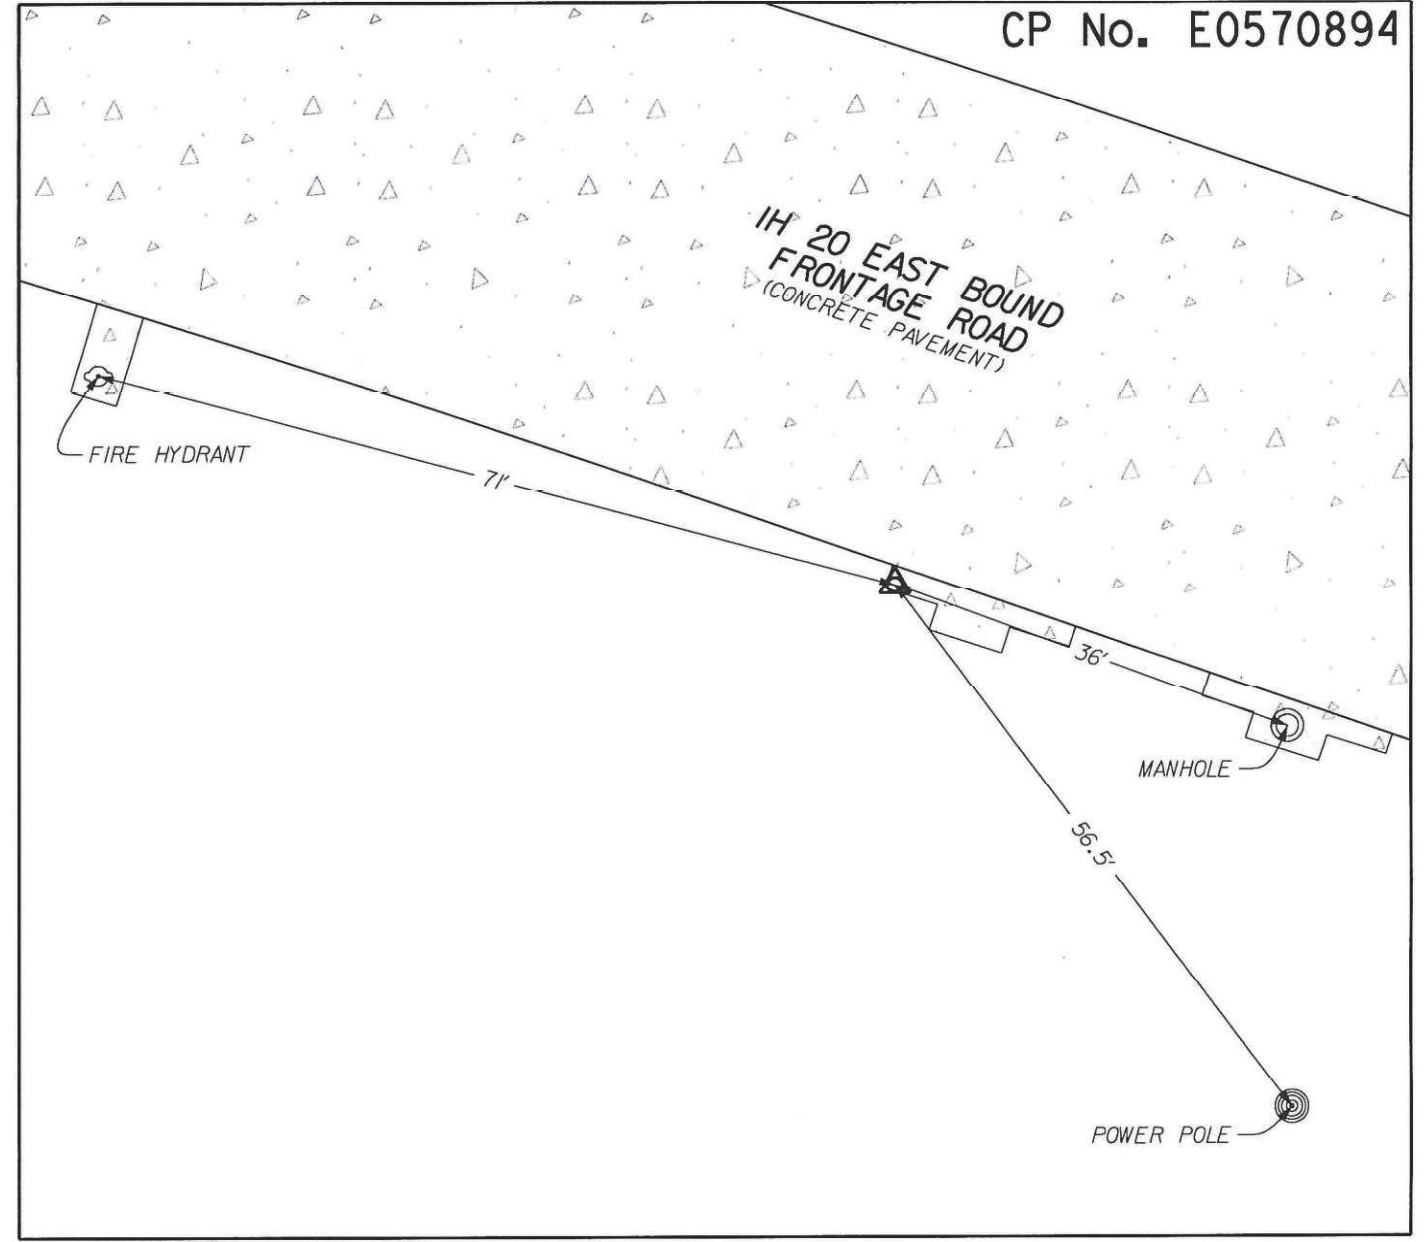 CP No. E0570894
IH 20 EAST BOUND
FRONTAGE ROAD
(CONCRETE PAVEMENT)
FIRE HYDRANT
71'
36'
MANHOLE
56.5'
POWER POLE